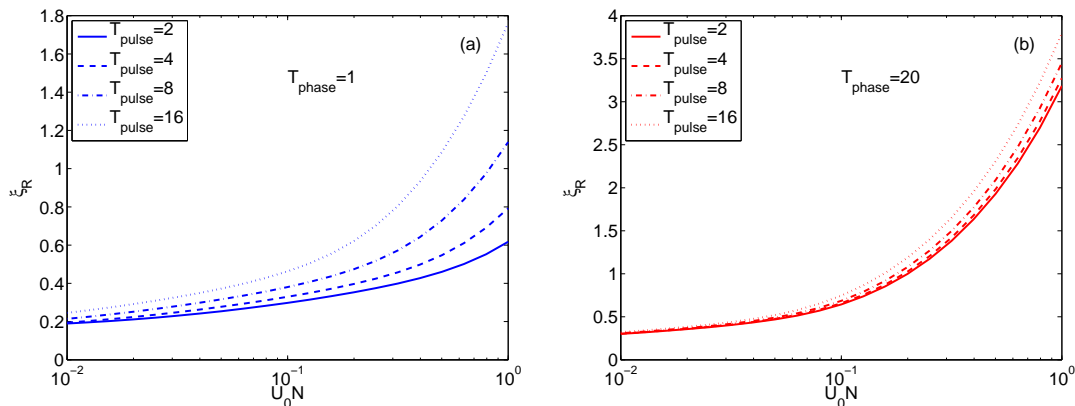 T_pulse=2
T_pulse=4
T_pulse=8
T_pulse=16
(a)
T_phase=1
1.8
1.6
1.4
1.2
1
0.8
0.6
0.4
0.2
0
ξ_R
10^-2
10^-1
10^0
U_0N
T_pulse=2
T_pulse=4
T_pulse=8
T_pulse=16
(b)
T_phase=20
4
3.5
3
2.5
2
1.5
1
0.5
0
ξ_R
10^-2
10^-1
10^0
U_0N